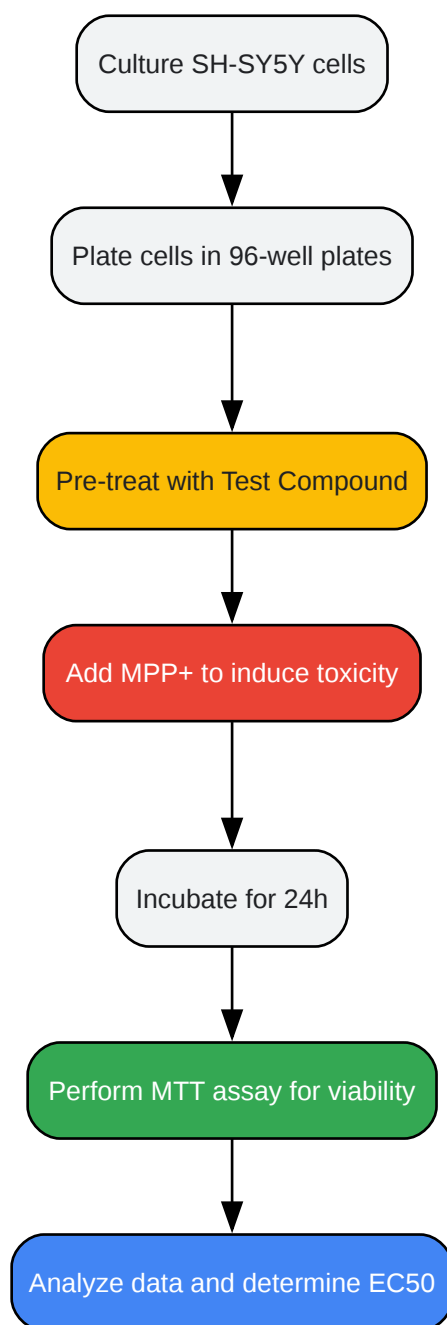 Culture SH-SY5Y cells
Plate cells in 96-well plates
Pre-treat with Test Compound
Add MPP+ to induce toxicity
Incubate for 24h
Perform MTT assay for viability
Analyze data and determine EC50